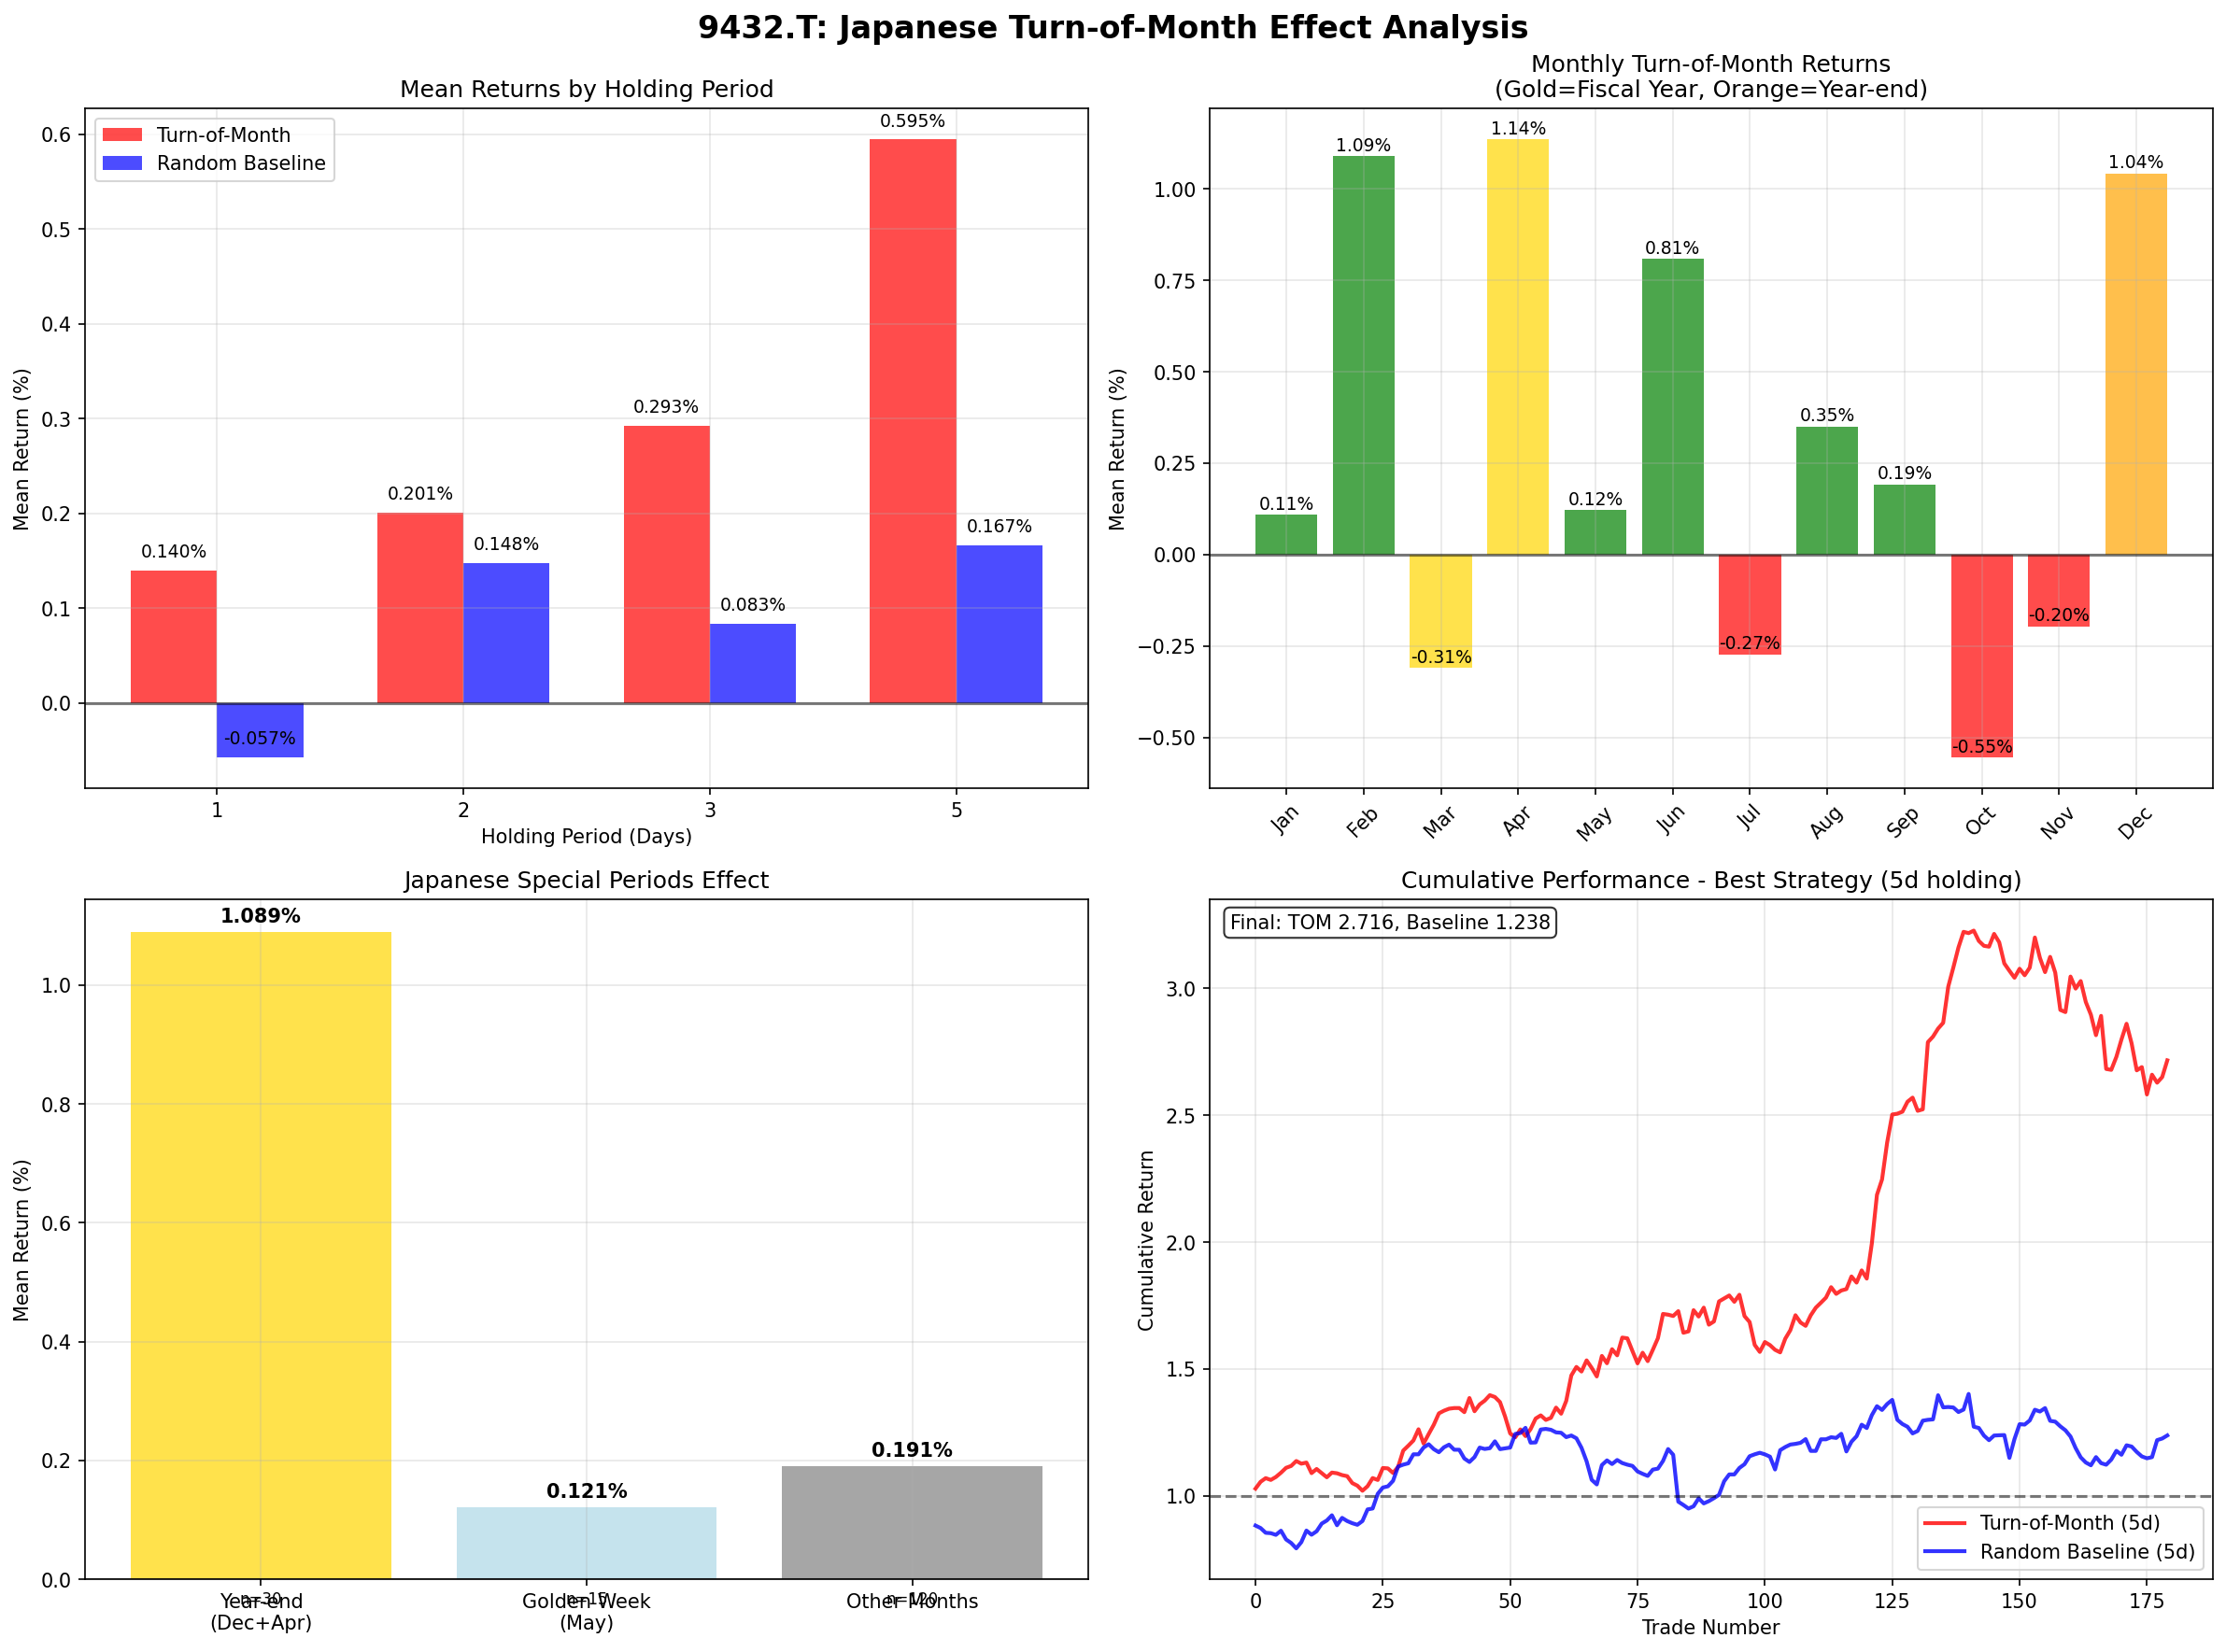 9432.T: Japanese Turn-of-Month Effect Analysis
Mean Returns by Holding Period
Turn-of-Month
Random Baseline
Mean Return (%)
0.6
0.5
0.4
0.3
0.2
0.1
0.0
0.140%
-0.057%
0.201%
0.148%
0.293%
0.083%
0.595%
0.167%
1
2
3
5
Holding Period (Days)
Monthly Turn-of-Month Returns
(Gold=Fiscal Year, Orange=Year-end)
Mean Return (%)
1.00
0.75
0.50
0.25
0.00
−0.25
−0.50
0.11%
1.09%
-0.31%
1.14%
0.12%
0.81%
-0.27%
0.35%
0.19%
-0.55%
-0.20%
1.04%
Jan
Feb
Mar
Apr
May
Jun
Jul
Aug
Sep
Oct
Nov
Dec
Japanese Special Periods Effect
Mean Return (%)
1.0
0.8
0.6
0.4
0.2
0.0
1.089%
0.121%
0.191%
n=30
n=15
n=120
Year-end
(Dec+Apr)
Golden Week
(May)
Other Months
Cumulative Performance - Best Strategy (5d holding)
Final: TOM 2.716, Baseline 1.238
Cumulative Return
3.0
2.5
2.0
1.5
1.0
Turn-of-Month (5d)
Random Baseline (5d)
0
25
50
75
100
125
150
175
Trade Number